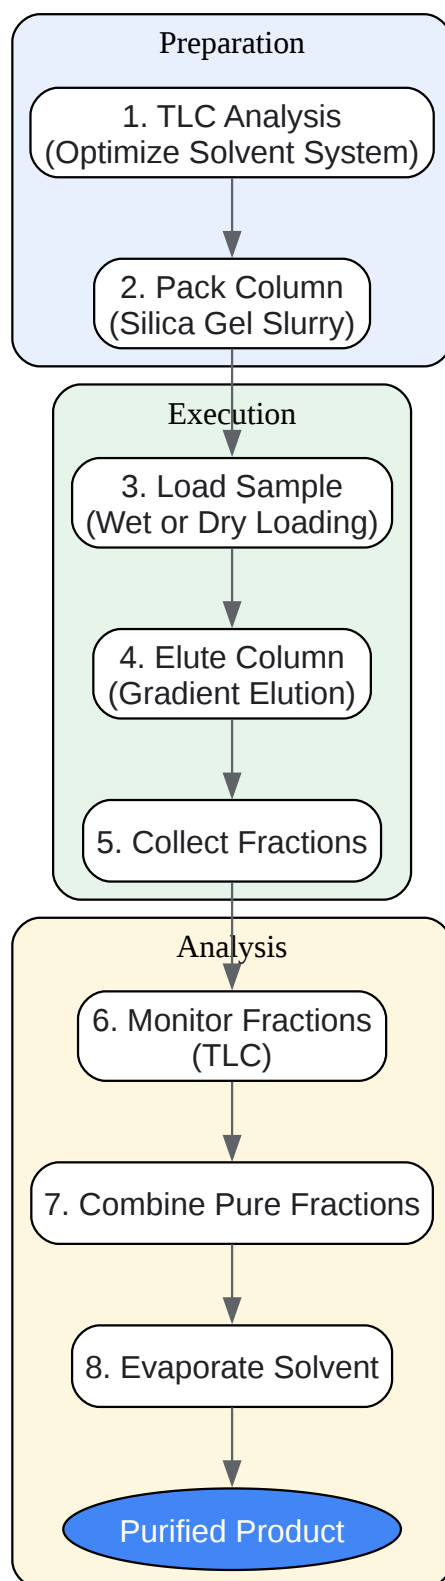 Preparation
1. TLC Analysis
(Optimize Solvent System)
2. Pack Column
(Silica Gel Slurry)
Execution
3. Load Sample
(Wet or Dry Loading)
4. Elute Column
(Gradient Elution)
5. Collect Fractions
Analysis
6. Monitor Fractions
(TLC)
7. Combine Pure Fractions
8. Evaporate Solvent
Purified Product